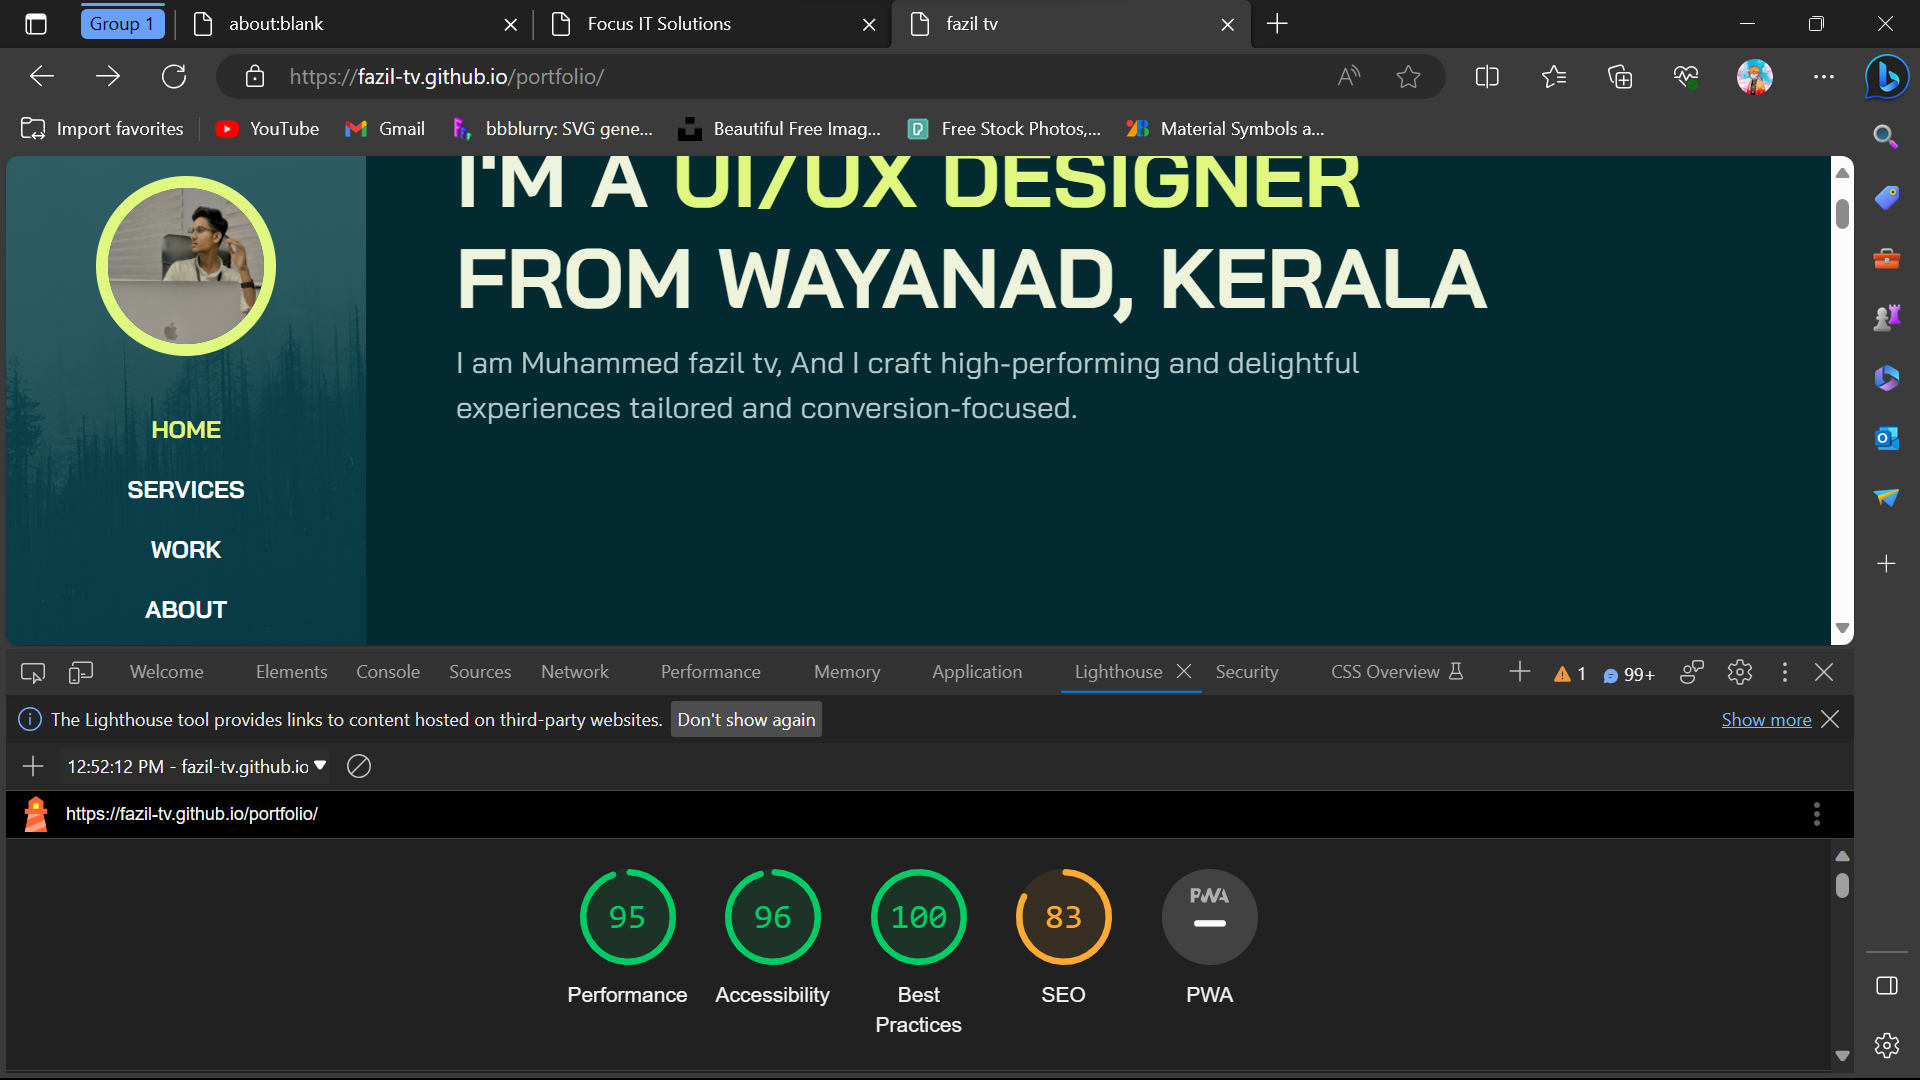 Group 1
about:blank
Focus IT Solutions
fazil tv
https://fazil-tv.github.io/portfolio/
Import favorites
YouTube
Gmail
bbblurry: SVG gene...
Beautiful Free Imag...
Free Stock Photos,...
Material Symbols a...
I'M A UI/UX DESIGNER
FROM WAYANAD, KERALA
I am Muhammed fazil tv, And I craft high-performing and delightful
experiences tailored and conversion-focused.
HOME
SERVICES
WORK
ABOUT
Welcome
Elements
Console
Sources
Network
Performance
Memory
Application
Lighthouse
Security
CSS Overview
1
99+
The Lighthouse tool provides links to content hosted on third-party websites.
Don't show again
Show more
12:52:12 PM - fazil-tv.github.io
https://fazil-tv.github.io/portfolio/
95
96
100
83
PWA
Performance
Accessibility
Best
Practices
SEO
PWA